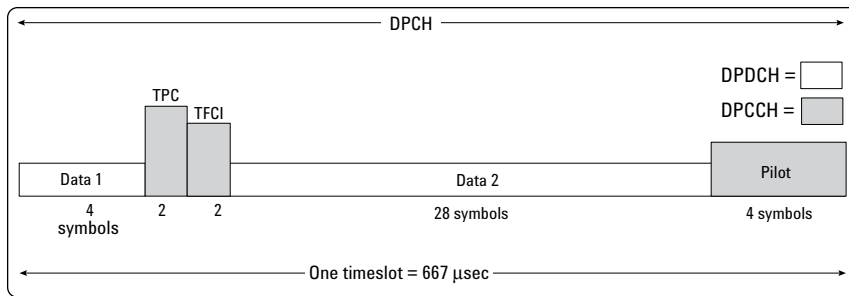 DPCH
DPDCH =
TPC
TFCI
DPCCH =
Data 1
Data 2
Pilot
4
symbols
2
2
28 symbols
4 symbols
One timeslot = 667 μsec